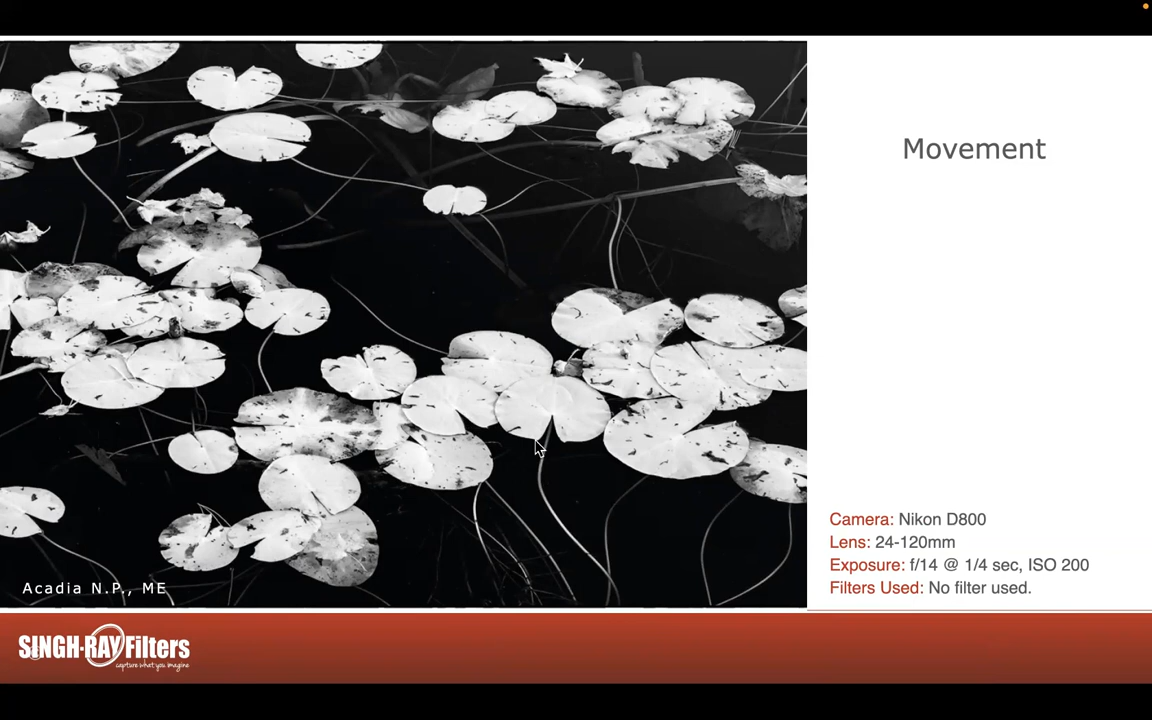 Movement
Camera: Nikon D800
Lens: 24-120mm
Exposure: f/14 @ 1/4 sec, ISO 200
Filters Used: No filter used.
Acadia N.P., ME
SINGH-RAY Filters
capture what you imagine